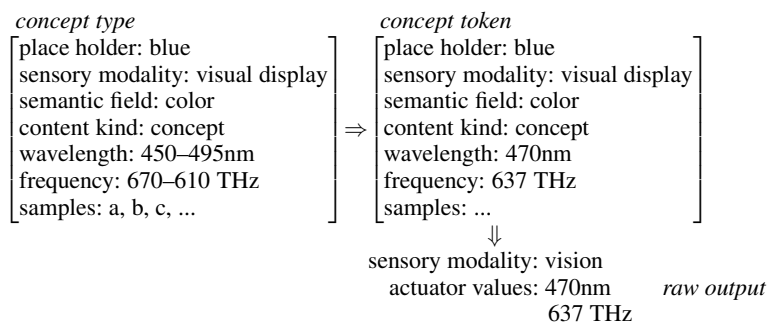 concept type concept token
place holder: blue place holder: blue
sensory modality: visual display sensory modality: visual display
semantic field: color semantic field: color
content kind: concept ⇒ content kind: concept
wavelength: 450–495nm wavelength: 470nm
frequency: 670–610 THz frequency: 637 THz
samples: a, b, c, ... samples: ...
⇓
sensory modality: vision
actuator values: 470nm raw output
637 THz